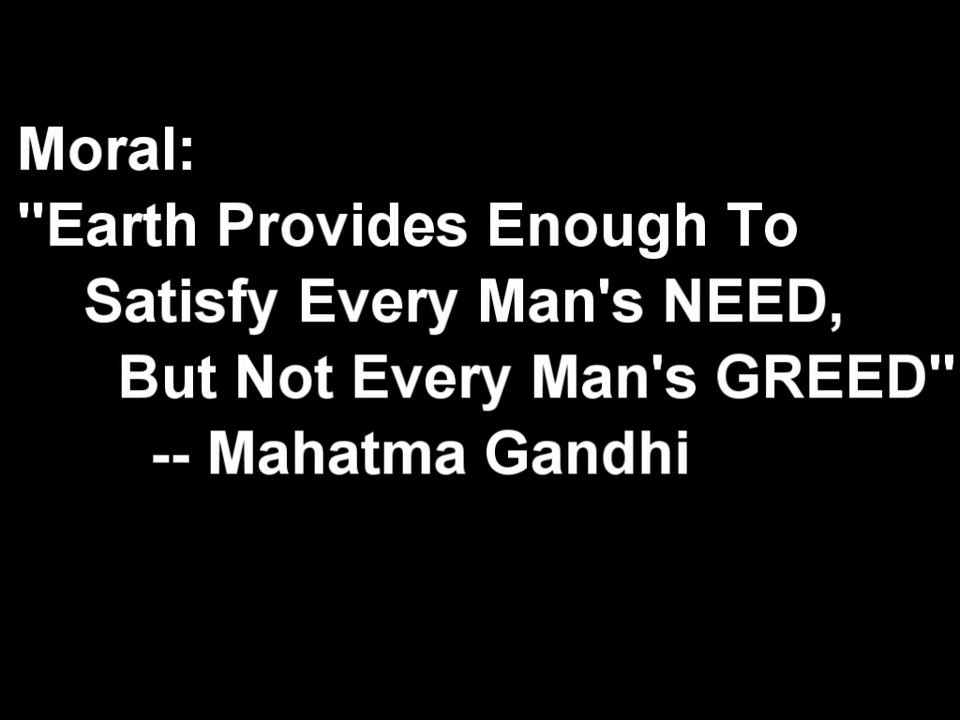 Moral:
"Earth Provides Enough To
Satisfy Every Man's NEED,
But Not Every Man's GREED"
-- Mahatma Gandhi